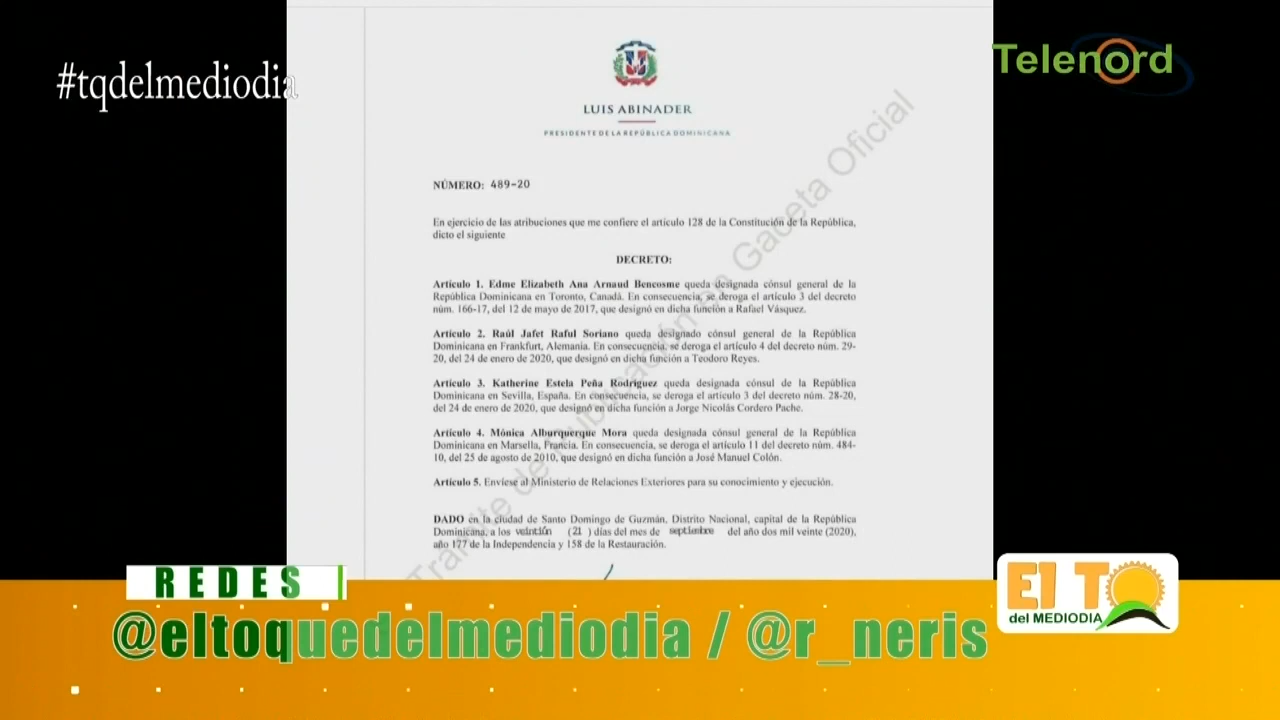 #tqdelmediodia
Telenord
LUIS ABINADER
PRESIDENTE DE LA REPÚBLICA DOMINICANA
NÚMERO: 489-20
En ejercicio de las atribuciones que me confiere el artículo 128 de la Constitución de la República,
dicto el siguiente
DECRETO:
Artículo 1. Edme Elizabeth Ana Arnaud Bencosme queda designada cónsul general de la
República Dominicana en Toronto, Canadá. En consecuencia, se deroga el artículo 3 del decreto
núm. 166-17, del 12 de mayo de 2017, que designó en dicha función a Rafael Vásquez.
Artículo 2. Raúl Jafet Raful Soriano queda designado cónsul general de la República
Dominicana en Frankfurt, Alemania. En consecuencia, se deroga el artículo 4 del decreto núm. 29-
20, del 24 de enero de 2020, que designó en dicha función a Teodoro Reyes.
Artículo 3. Katherine Estela Peña Rodríguez queda designada cónsul de la República
Dominicana en Sevilla, España. En consecuencia, se deroga el artículo 3 del decreto núm. 28-20,
del 24 de enero de 2020, que designó en dicha función a Jorge Nicolás Cordero Pache.
Artículo 4. Mónica Alburquerque Mora queda designada cónsul general de la República
Dominicana en Marsella, Francia. En consecuencia, se deroga el artículo 11 del decreto núm. 484-
10, del 25 de agosto de 2010, que designó en dicha función a José Manuel Colón.
Artículo 5. Envíese al Ministerio de Relaciones Exteriores para su conocimiento y ejecución.
DADO en la ciudad de Santo Domingo de Guzmán, Distrito Nacional, capital de la República
Dominicana, a los veintiún (21) días del mes de septiembre del año dos mil veinte (2020),
año 177 de la Independencia y 158 de la Restauración.
Trámite de Publicación en Gaceta Oficial
REDES
@eltoquedelmediodia / @r_neris
El TO
del MEDIODIA